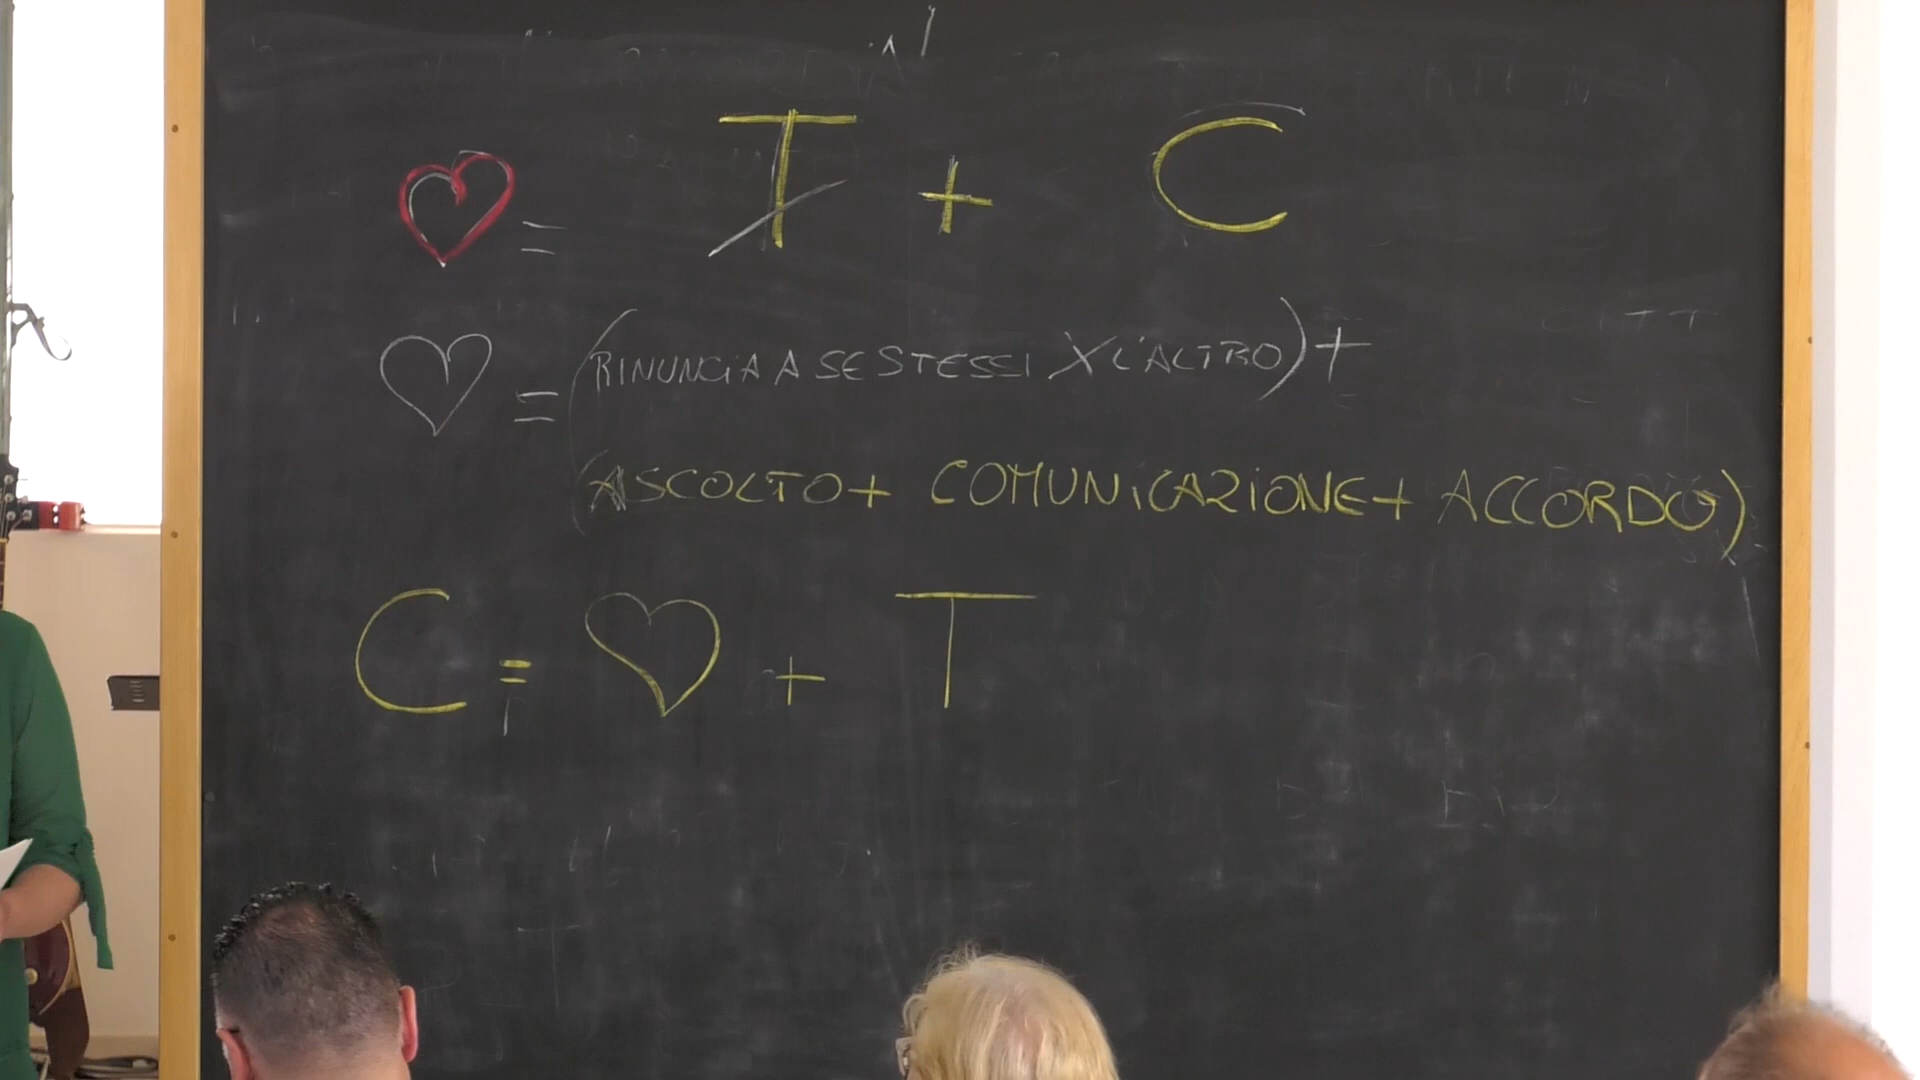 ♡ = T + C
♡ = (RINUNCIA A SE STESSI X L'ALTRO) +
(ASCOLTO + COMUNICAZIONE + ACCORDO)
C = ♡ + T